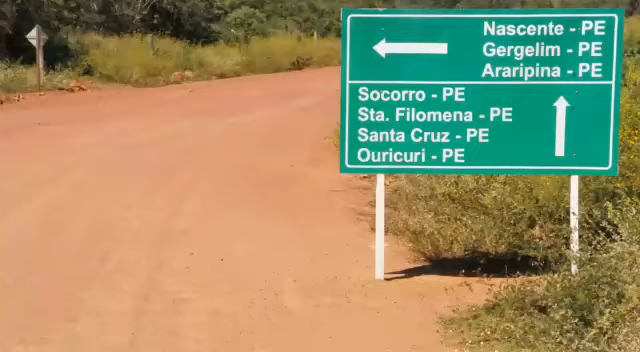 Nascente - PE
Gergelim - PE
Araripina - PE
Socorro - PE
Sta. Filomena - PE
Santa Cruz - PE
Ouricuri - PE